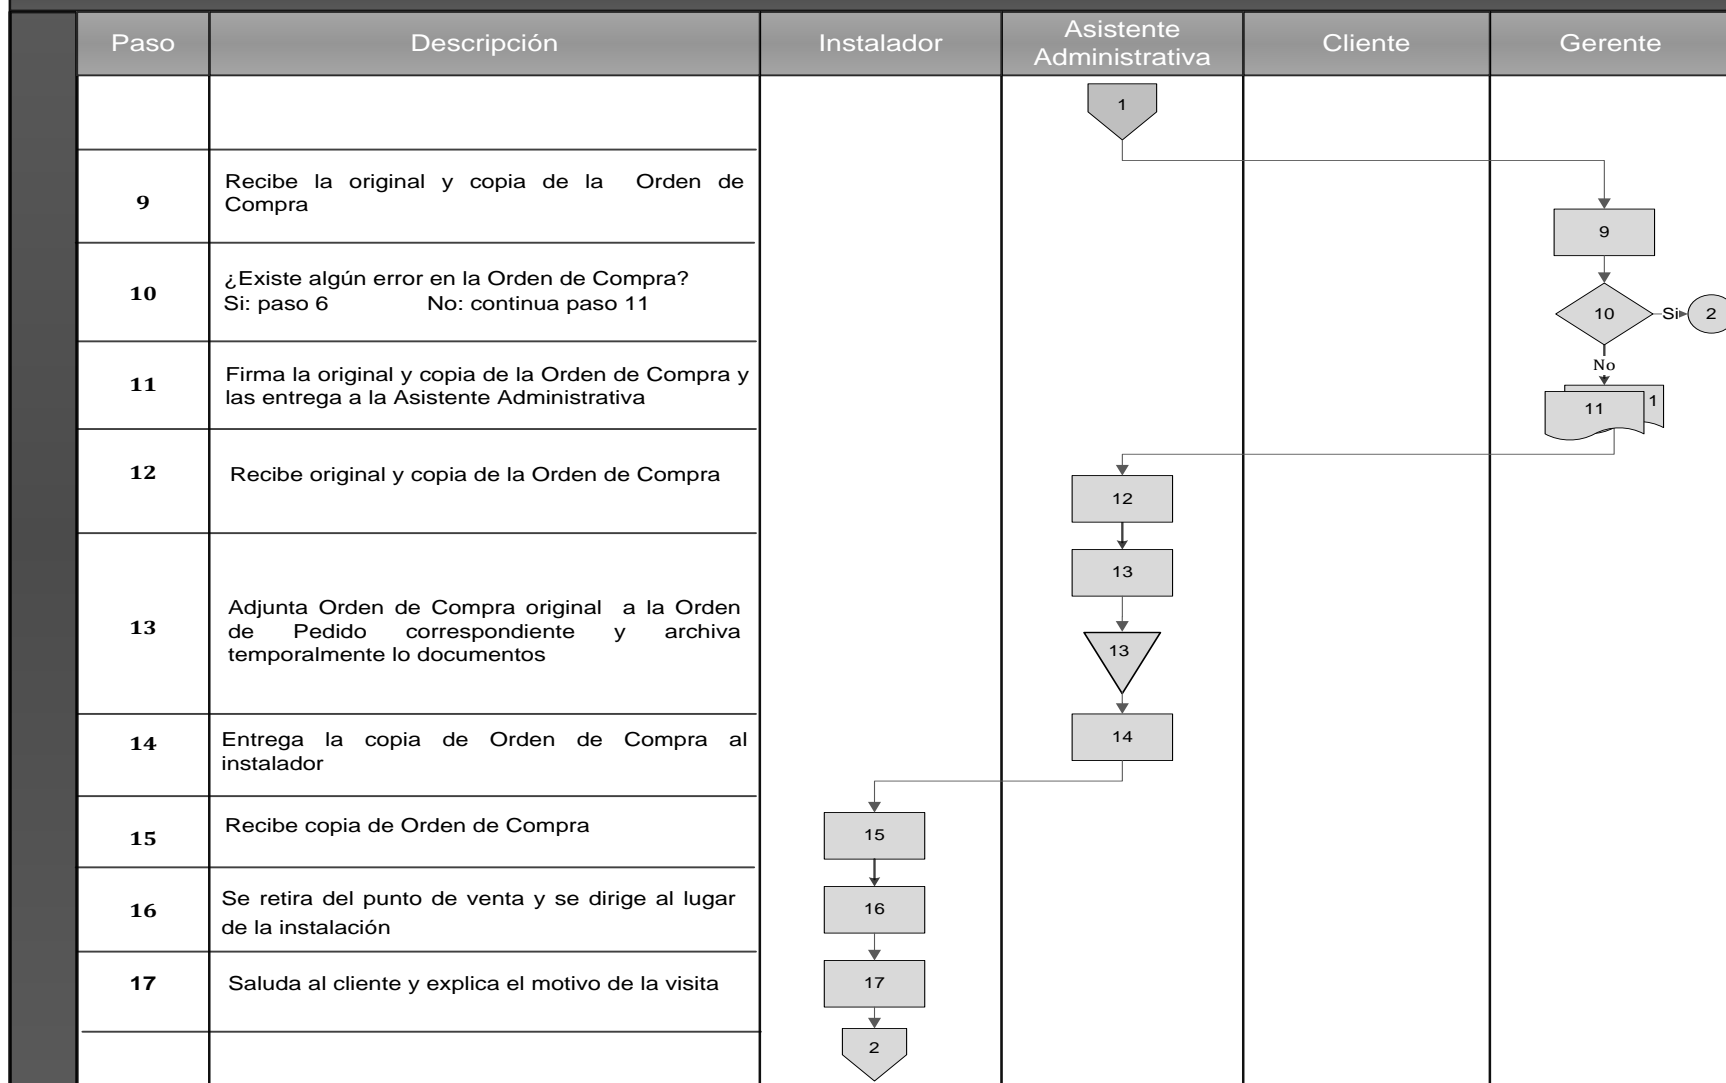 Paso
Descripción
Instalador
Asistente
Administrativa
Cliente
Gerente
1
9
Recibe la original y copia de la Orden de
Compra
9
10
¿Existe algún error en la Orden de Compra?
Si: paso 6 No: continua paso 11
10
Si
2
No
11
Firma la original y copia de la Orden de Compra y
las entrega a la Asistente Administrativa
11
1
12
Recibe original y copia de la Orden de Compra
12
13
13
Adjunta Orden de Compra original a la Orden
de Pedido correspondiente y archiva
temporalmente lo documentos
13
14
Entrega la copia de Orden de Compra al
instalador
14
15
Recibe copia de Orden de Compra
15
16
Se retira del punto de venta y se dirige al lugar
de la instalación
16
17
Saluda al cliente y explica el motivo de la visita
17
2